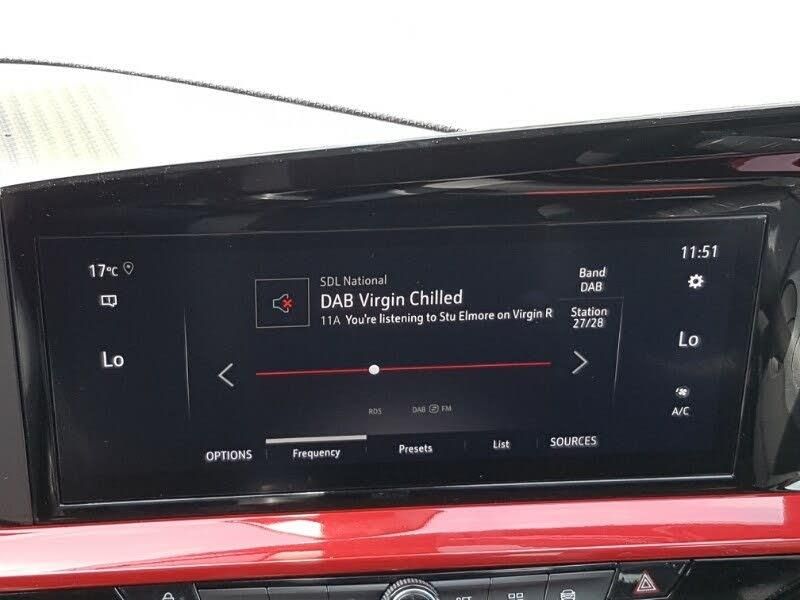 17°C
11:51
SDL National
DAB Virgin Chilled
11A You're listening to Stu Elmore on Virgin R
Band
DAB
Station
27/28
Lo
Lo
A/C
RDS
DAB FM
OPTIONS
Frequency
Presets
List
SOURCES